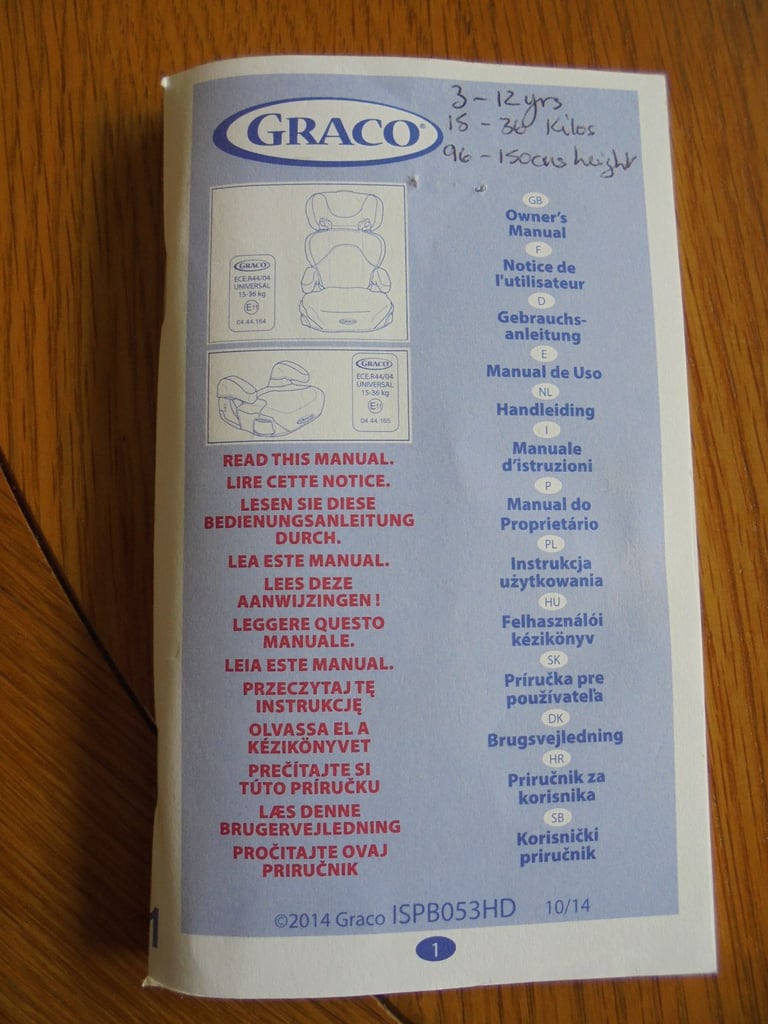 GRACO®
3 - 12 yrs
15 - 36 Kilos
96 - 150cms height
GRACO
ECE.R44/04
UNIVERSAL
15-36 kg
E11
04.44.164
GRACO
GRACO
ECE.R44/04
UNIVERSAL
15-36 kg
E11
04.44.165
GRACO
READ THIS MANUAL.
LIRE CETTE NOTICE.
LESEN SIE DIESE
BEDIENUNGSANLEITUNG
DURCH.
LEA ESTE MANUAL.
LEES DEZE
AANWIJZINGEN !
LEGGERE QUESTO
MANUALE.
LEIA ESTE MANUAL.
PRZECZYTAJ TĘ
INSTRUKCJĘ
OLVASSA EL A
KÉZIKÖNYVET
PREČÍTAJTE SI
TÚTO PRÍRUČKU
LÆS DENNE
BRUGERVEJLEDNING
PROČITAJTE OVAJ
PRIRUČNIK
GB
Owner's
Manual
F
Notice de
l'utilisateur
D
Gebrauchs-
anleitung
E
Manual de Uso
NL
Handleiding
I
Manuale
d'istruzioni
P
Manual do
Proprietário
PL
Instrukcja
użytkowania
HU
Felhasználói
kézikönyv
SK
Príručka pre
používateľa
DK
Brugsvejledning
HR
Priručnik za
korisnika
SB
Korisnički
priručnik
©2014 Graco ISPB053HD 10/14
1
1